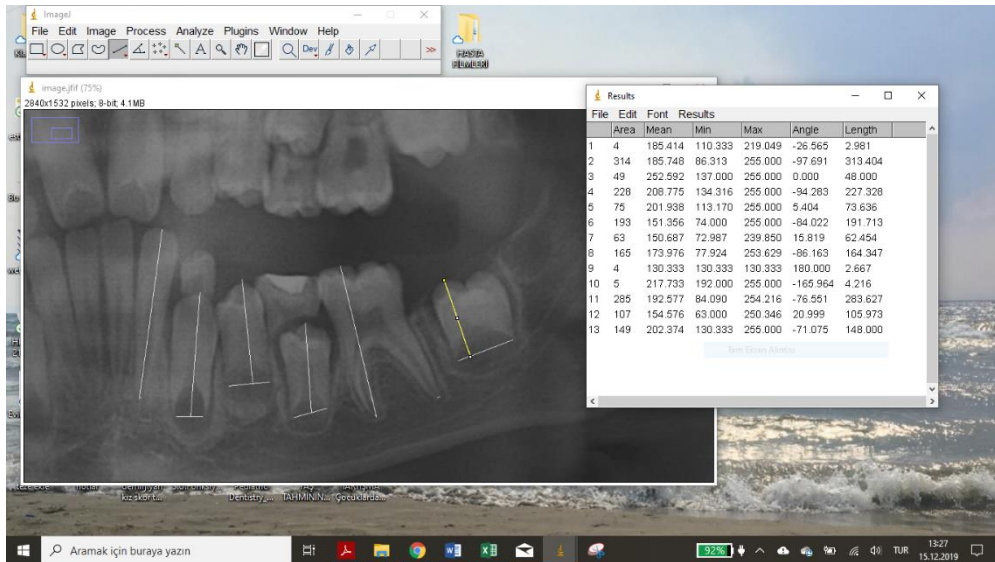 ImageJ
File Edit Image Process Analyze Plugins Window Help
Dev
>>
HASTA
FİLMLERİ
image.jfif (75%)
2840x1532 pixels; 8-bit; 4.1MB
Results
File Edit Font Results
Area Mean Min Max Angle Length
1 4 185.414 110.333 219.049 -26.565 2.981
2 314 185.748 86.313 255.000 -97.691 313.404
3 49 252.592 137.000 255.000 0.000 48.000
4 228 208.775 134.316 255.000 -94.283 227.328
5 75 201.938 113.170 255.000 5.404 73.636
6 193 151.356 74.000 255.000 -84.022 191.713
7 63 150.687 72.987 239.850 15.819 62.454
8 165 173.976 77.924 253.629 -86.163 164.347
9 4 130.333 130.333 130.333 180.000 2.667
10 5 217.733 192.000 255.000 -165.964 4.216
11 285 192.577 84.090 254.216 -76.551 283.627
12 107 154.576 63.000 250.346 20.999 105.973
13 149 202.374 130.333 255.000 -71.075 148.000
kız skor t...
Dentistry_...
TAHMİNİN...
Çocuklarda...
Aramak için buraya yazın
92%
TUR
13:27
15.12.2019